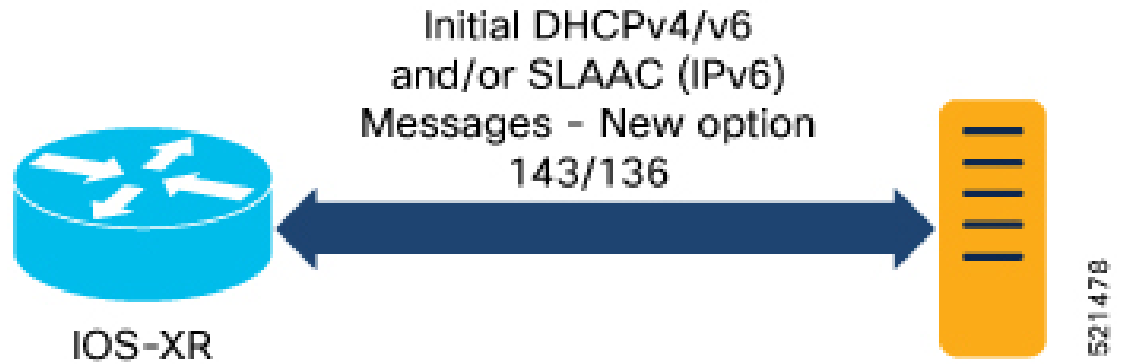 Initial DHCPv4/v6
and/or SLAAC (IPv6)
Messages - New option
143/136
IOS-XR
521478